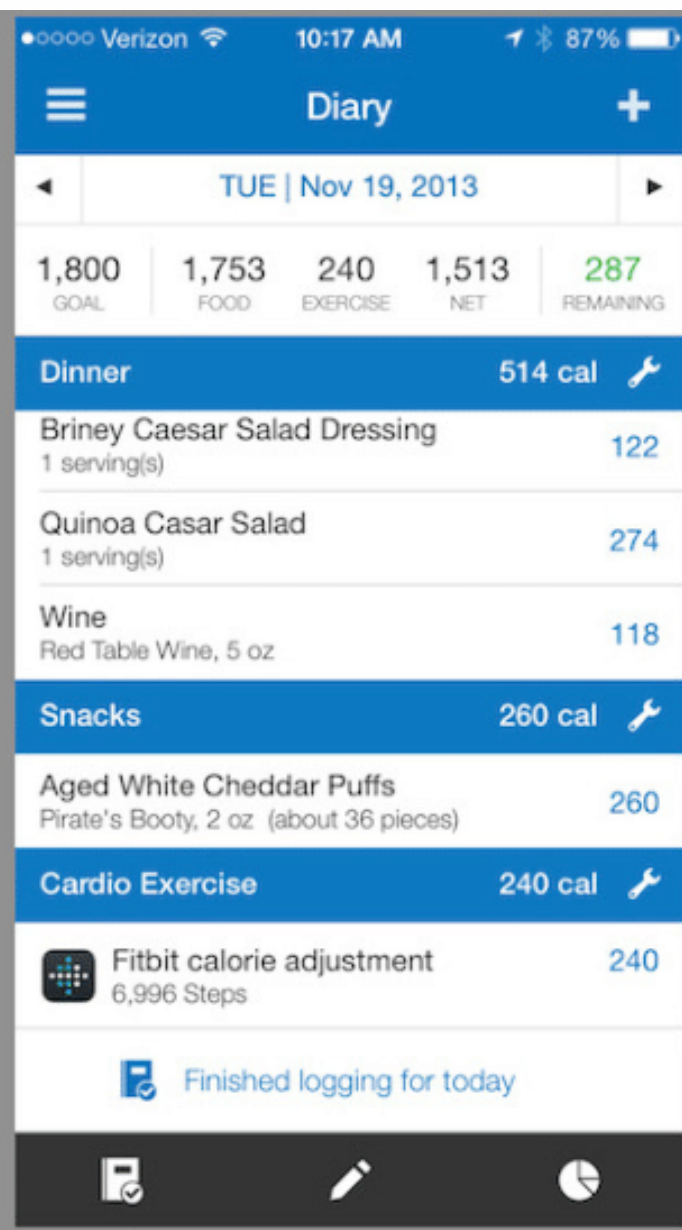 Verizon 10:17 AM 87%
Diary
TUE | Nov 19, 2013
1,800 1,753 240 1,513 287
GOAL FOOD EXERCISE NET REMAINING
Dinner 514 cal
Briney Caesar Salad Dressing 122
1 serving(s)
Quinoa Casar Salad 274
1 serving(s)
Wine 118
Red Table Wine, 5 oz
Snacks 260 cal
Aged White Cheddar Puffs 260
Pirate's Booty, 2 oz (about 36 pieces)
Cardio Exercise 240 cal
Fitbit calorie adjustment 240
6,996 Steps
Finished logging for today